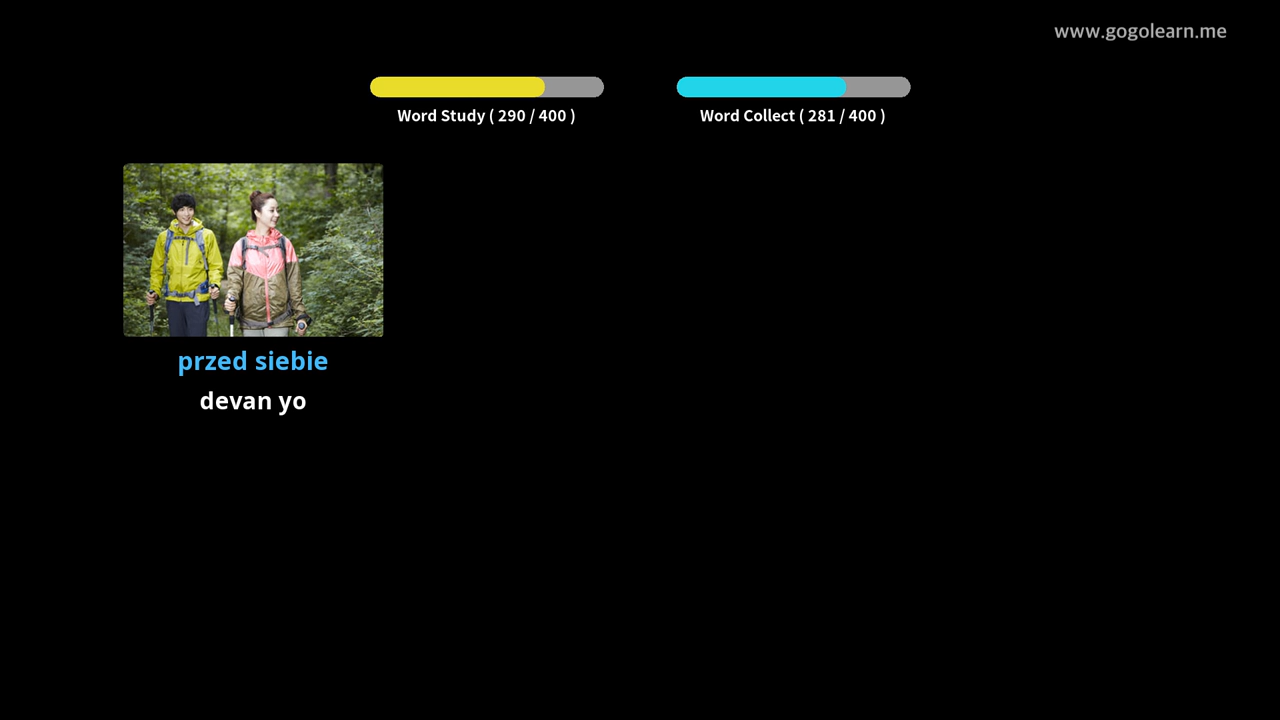 www.gogolearn.me
Word Study ( 290 / 400 )
Word Collect ( 281 / 400 )
przed siebie
devan yo